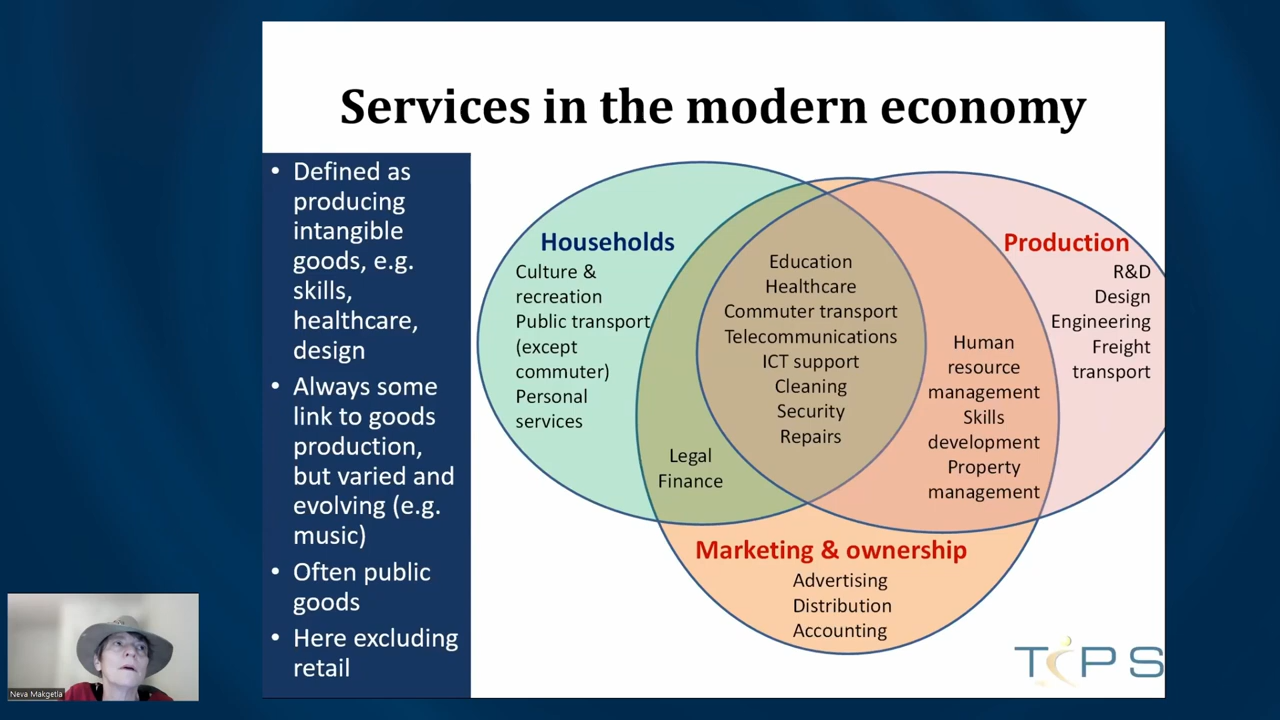 Services in the modern economy
• Defined as
producing
intangible
goods, e.g.
skills,
healthcare,
design
• Always some
link to goods
production,
but varied and
evolving (e.g.
music)
• Often public
goods
• Here excluding
retail
Households
Culture &
recreation
Public transport
(except
commuter)
Personal
services
Legal
Finance
Education
Healthcare
Commuter transport
Telecommunications
ICT support
Cleaning
Security
Repairs
Human
resource
management
Skills
development
Property
management
Production
R&D
Design
Engineering
Freight
transport
Marketing & ownership
Advertising
Distribution
Accounting
TiPS
Neva Makgetla